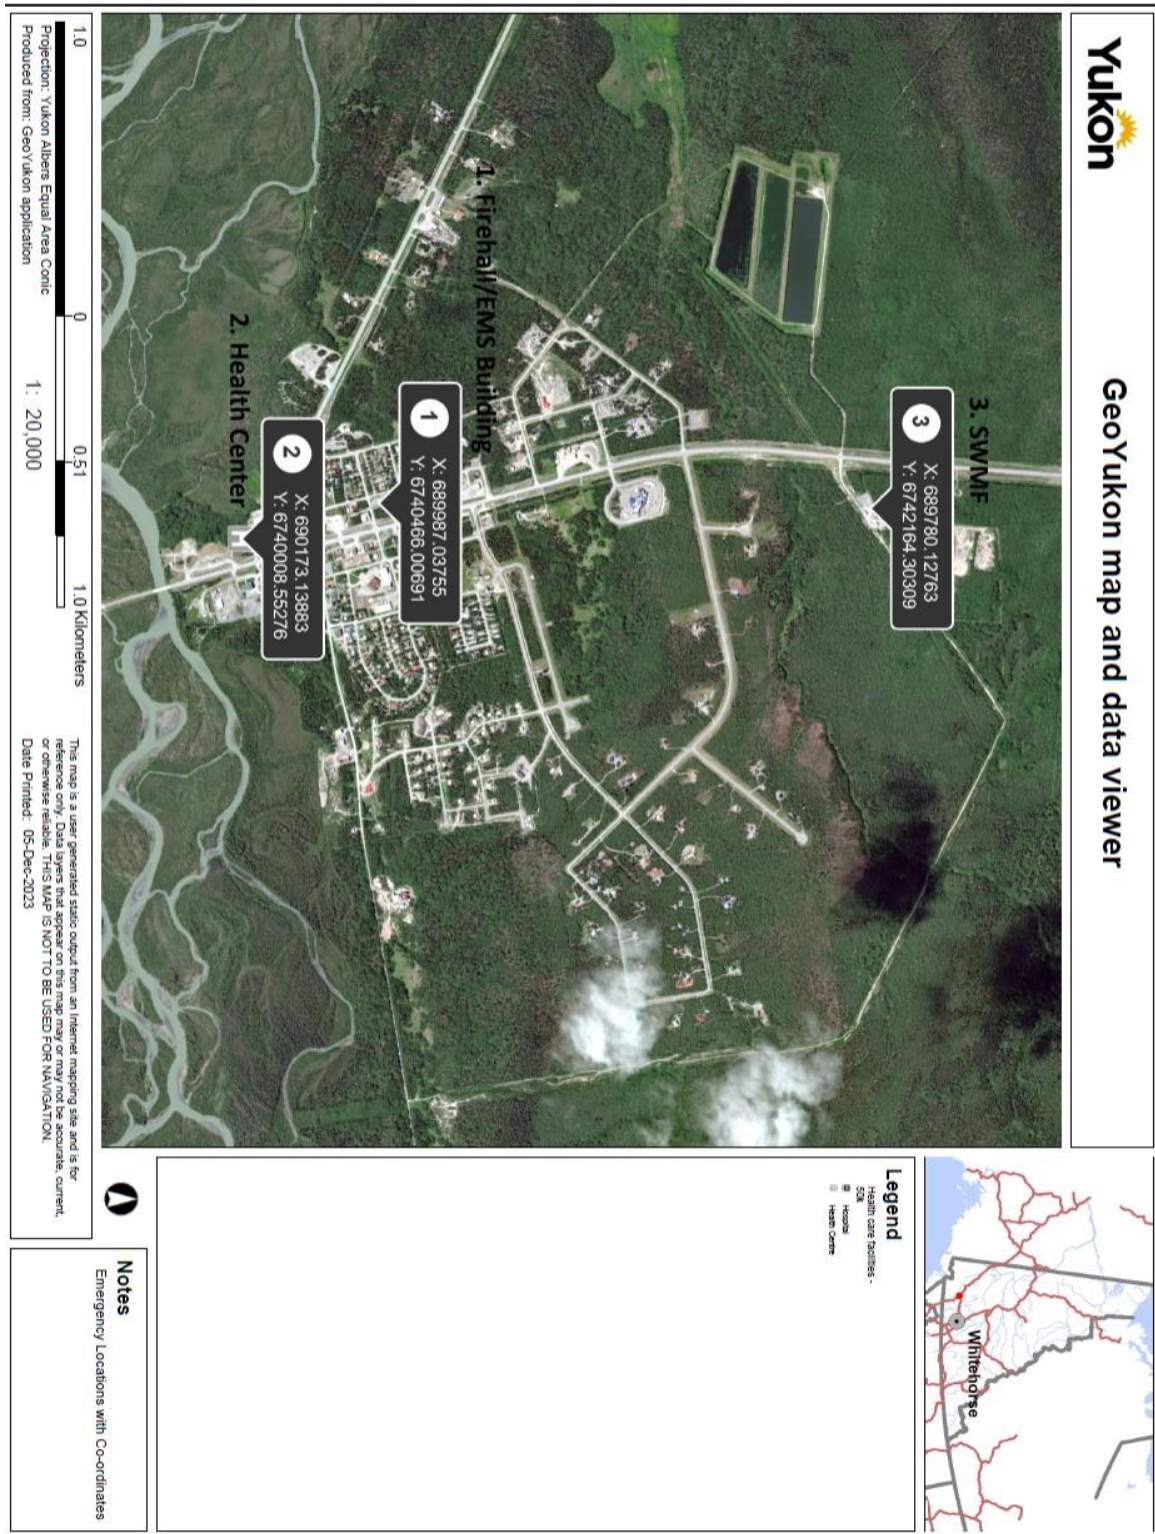 Yukon
GeoYukon map and data viewer
3. SWMF
3
X: 689780.12763
Y: 6742164.30309
1. Firehall/EMS Building
1
X: 689987.03755
Y: 6740466.00691
2. Health Center
2
X: 690173.13883
Y: 6740008.55276
Whitehorse
Legend
Health care facilities -
50k
Hospital
Health Centre
1.0 0 0.51 1.0 Kilometers
1: 20,000
Projection: Yukon Albers Equal Area Conic
Produced from: GeoYukon application
This map is a user generated static output from an Internet mapping site and is for
reference only. Data layers that appear on this map may or may not be accurate, current,
or otherwise reliable. THIS MAP IS NOT TO BE USED FOR NAVIGATION.
Date Printed: 05-Dec-2023
Notes
Emergency Locations with Co-ordinates